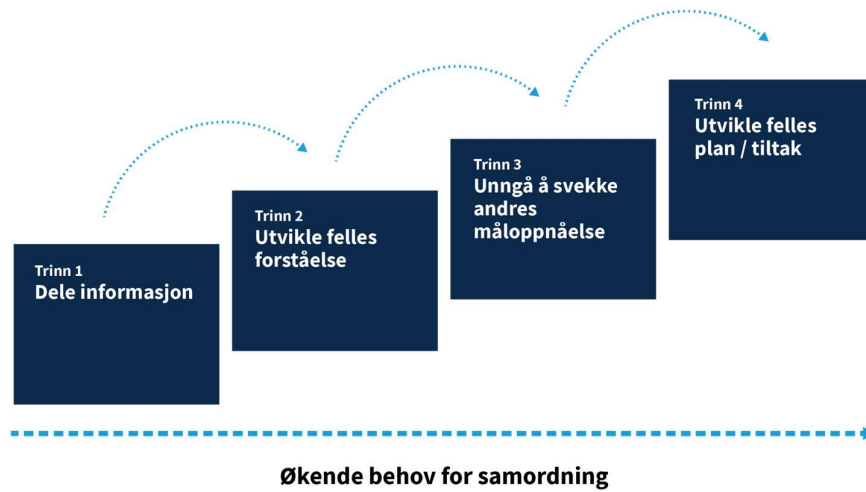 Trinn 1
Dele informasjon
Trinn 2
Utvikle felles
forståelse
Trinn 3
Unngå å svekke
andres
måloppnåelse
Trinn 4
Utvikle felles
plan / tiltak
Økende behov for samordning